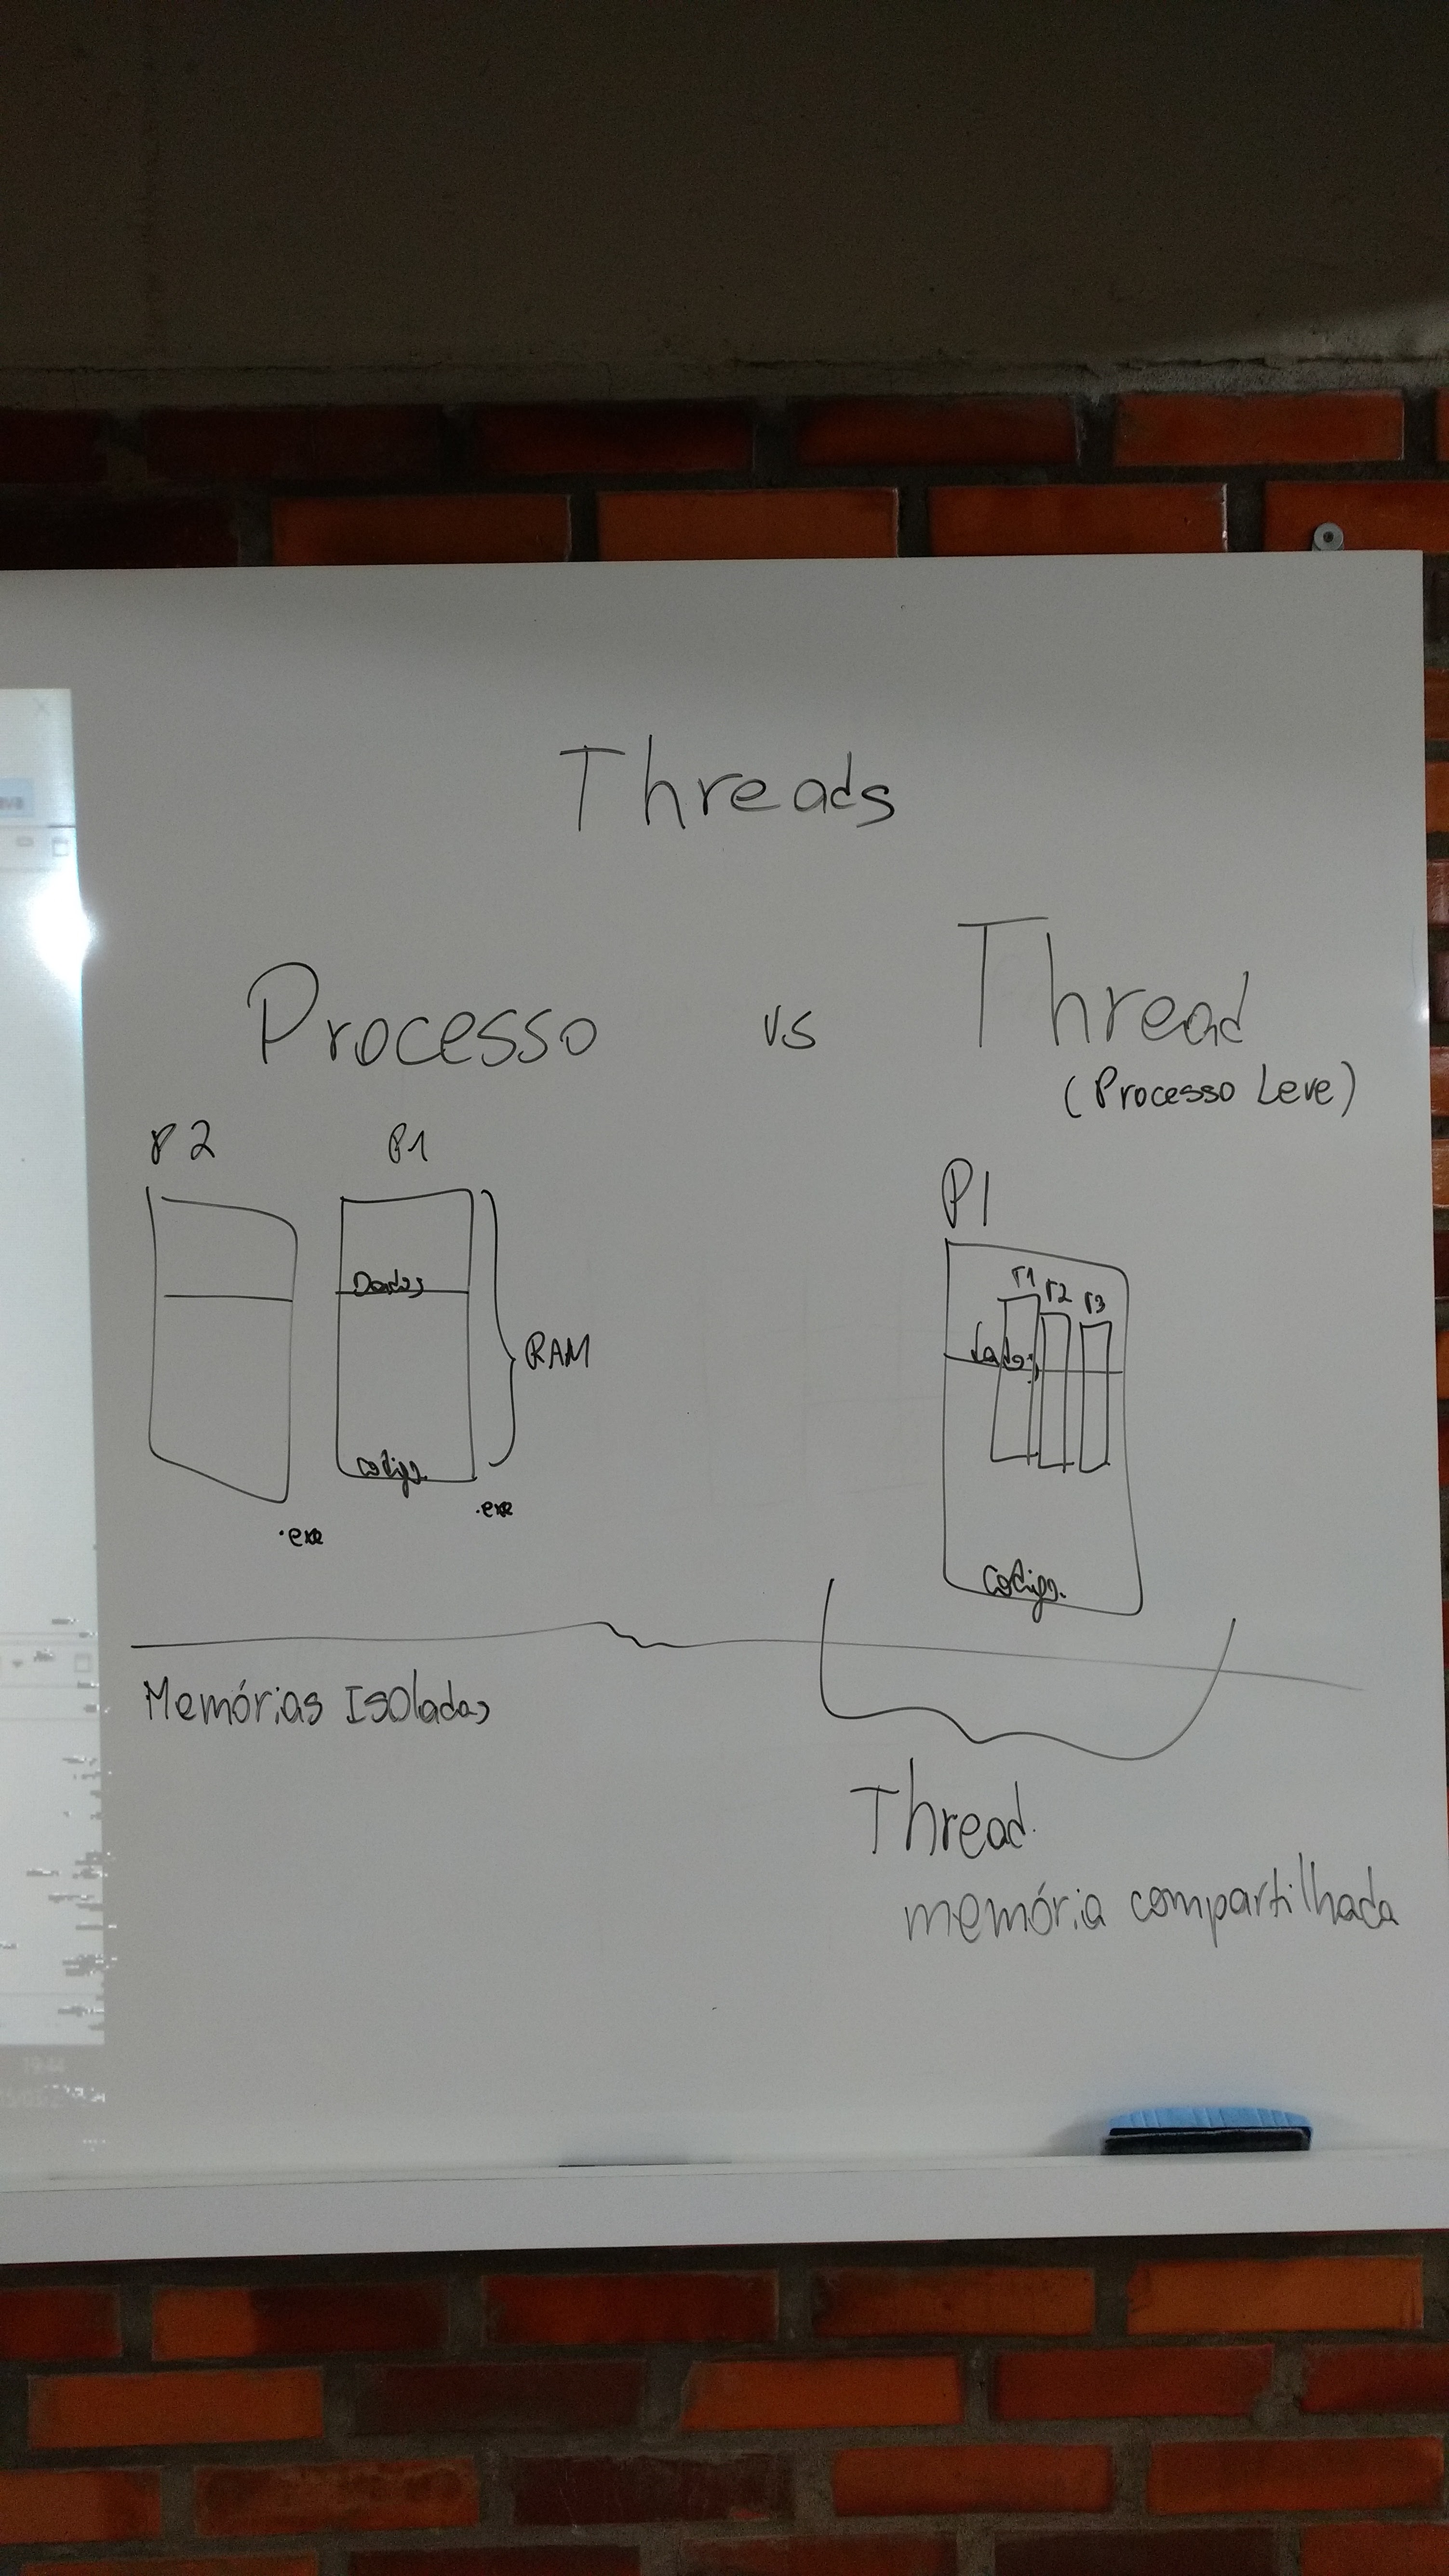 Threads
Processo vs Thread
(Processo Leve)
P2 P1
Dados
RAM
Codigo
.exe
.exe
P1
T1 T2 T3
dados
Codigo
Memórias Isoladas
Thread
memória compartilhada